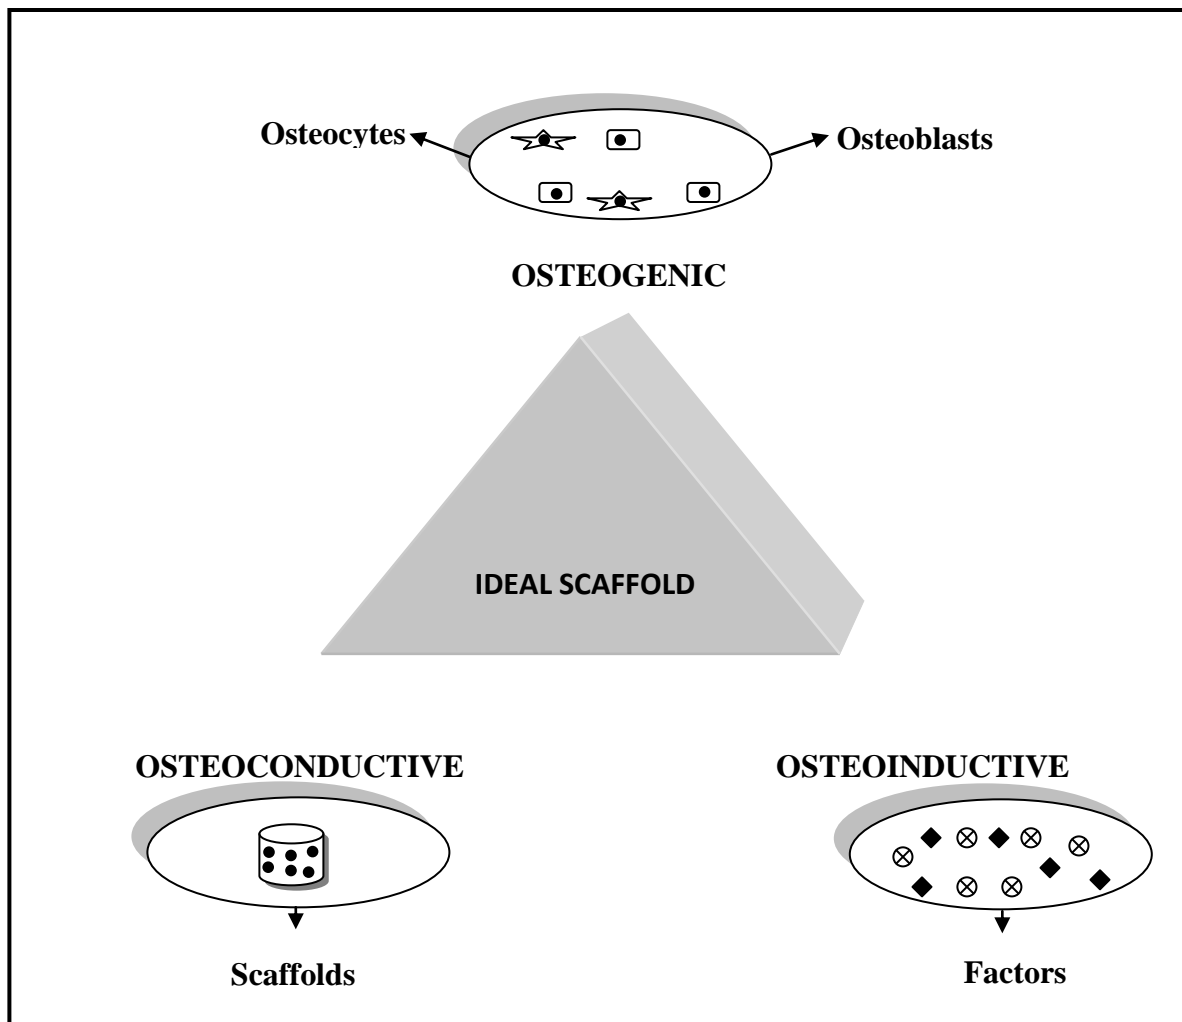 Osteocytes
Osteoblasts
OSTEOGENIC
IDEAL SCAFFOLD
OSTEOCONDUCTIVE
OSTEOINDUCTIVE
Scaffolds
Factors